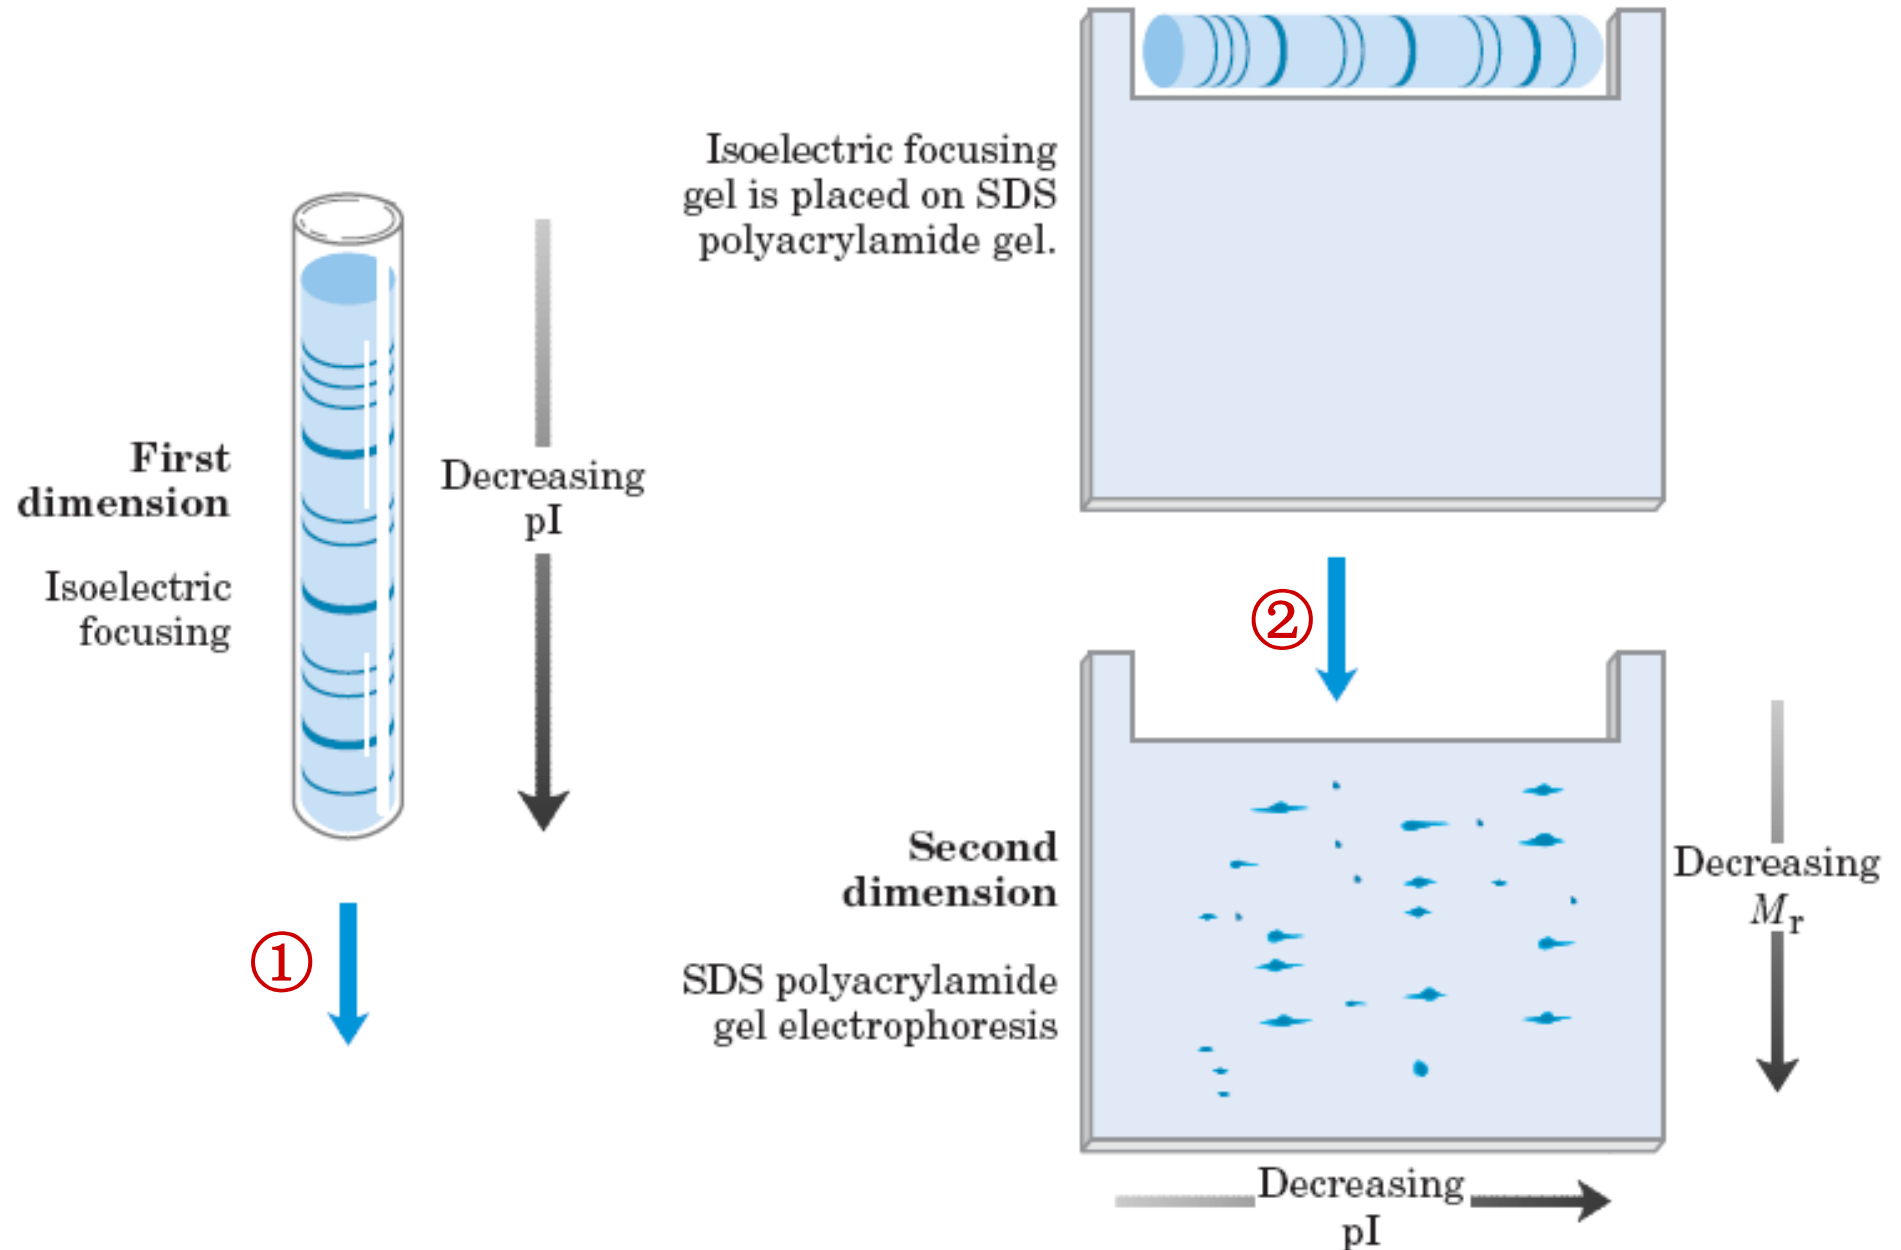 First
dimension
Isoelectric
focusing
Decreasing
pI
①
Isoelectric focusing
gel is placed on SDS
polyacrylamide gel.
②
Second
dimension
SDS polyacrylamide
gel electrophoresis
Decreasing
Mr
Decreasing
pI